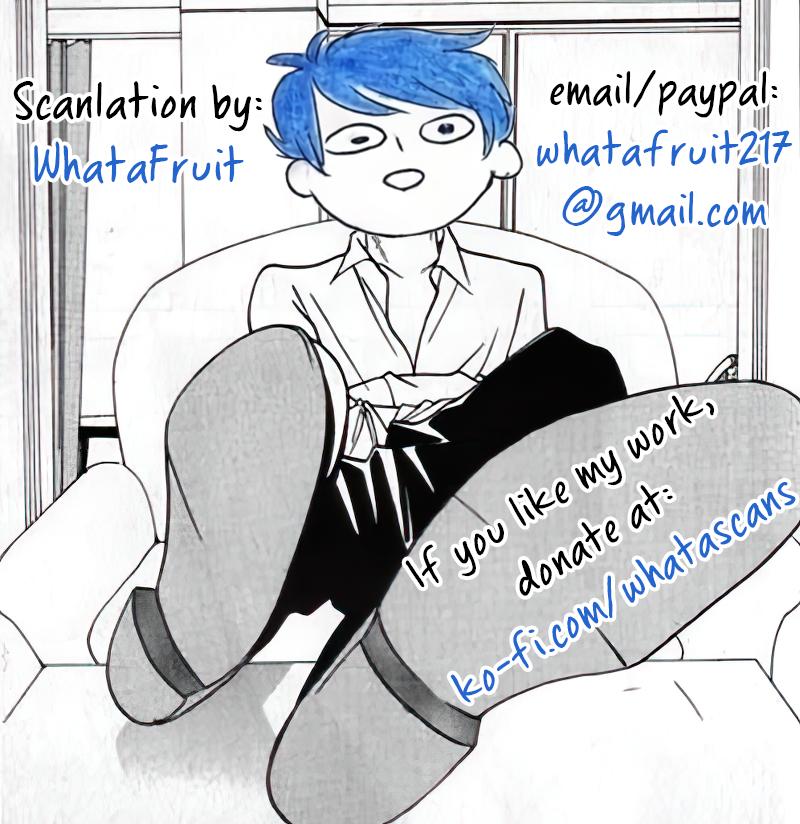 Scanlation by:
WhataFruit
email/paypal:
whatafruit217
@gmail.com
If you like my work,
donate at:
ko-fi.com/whatascans